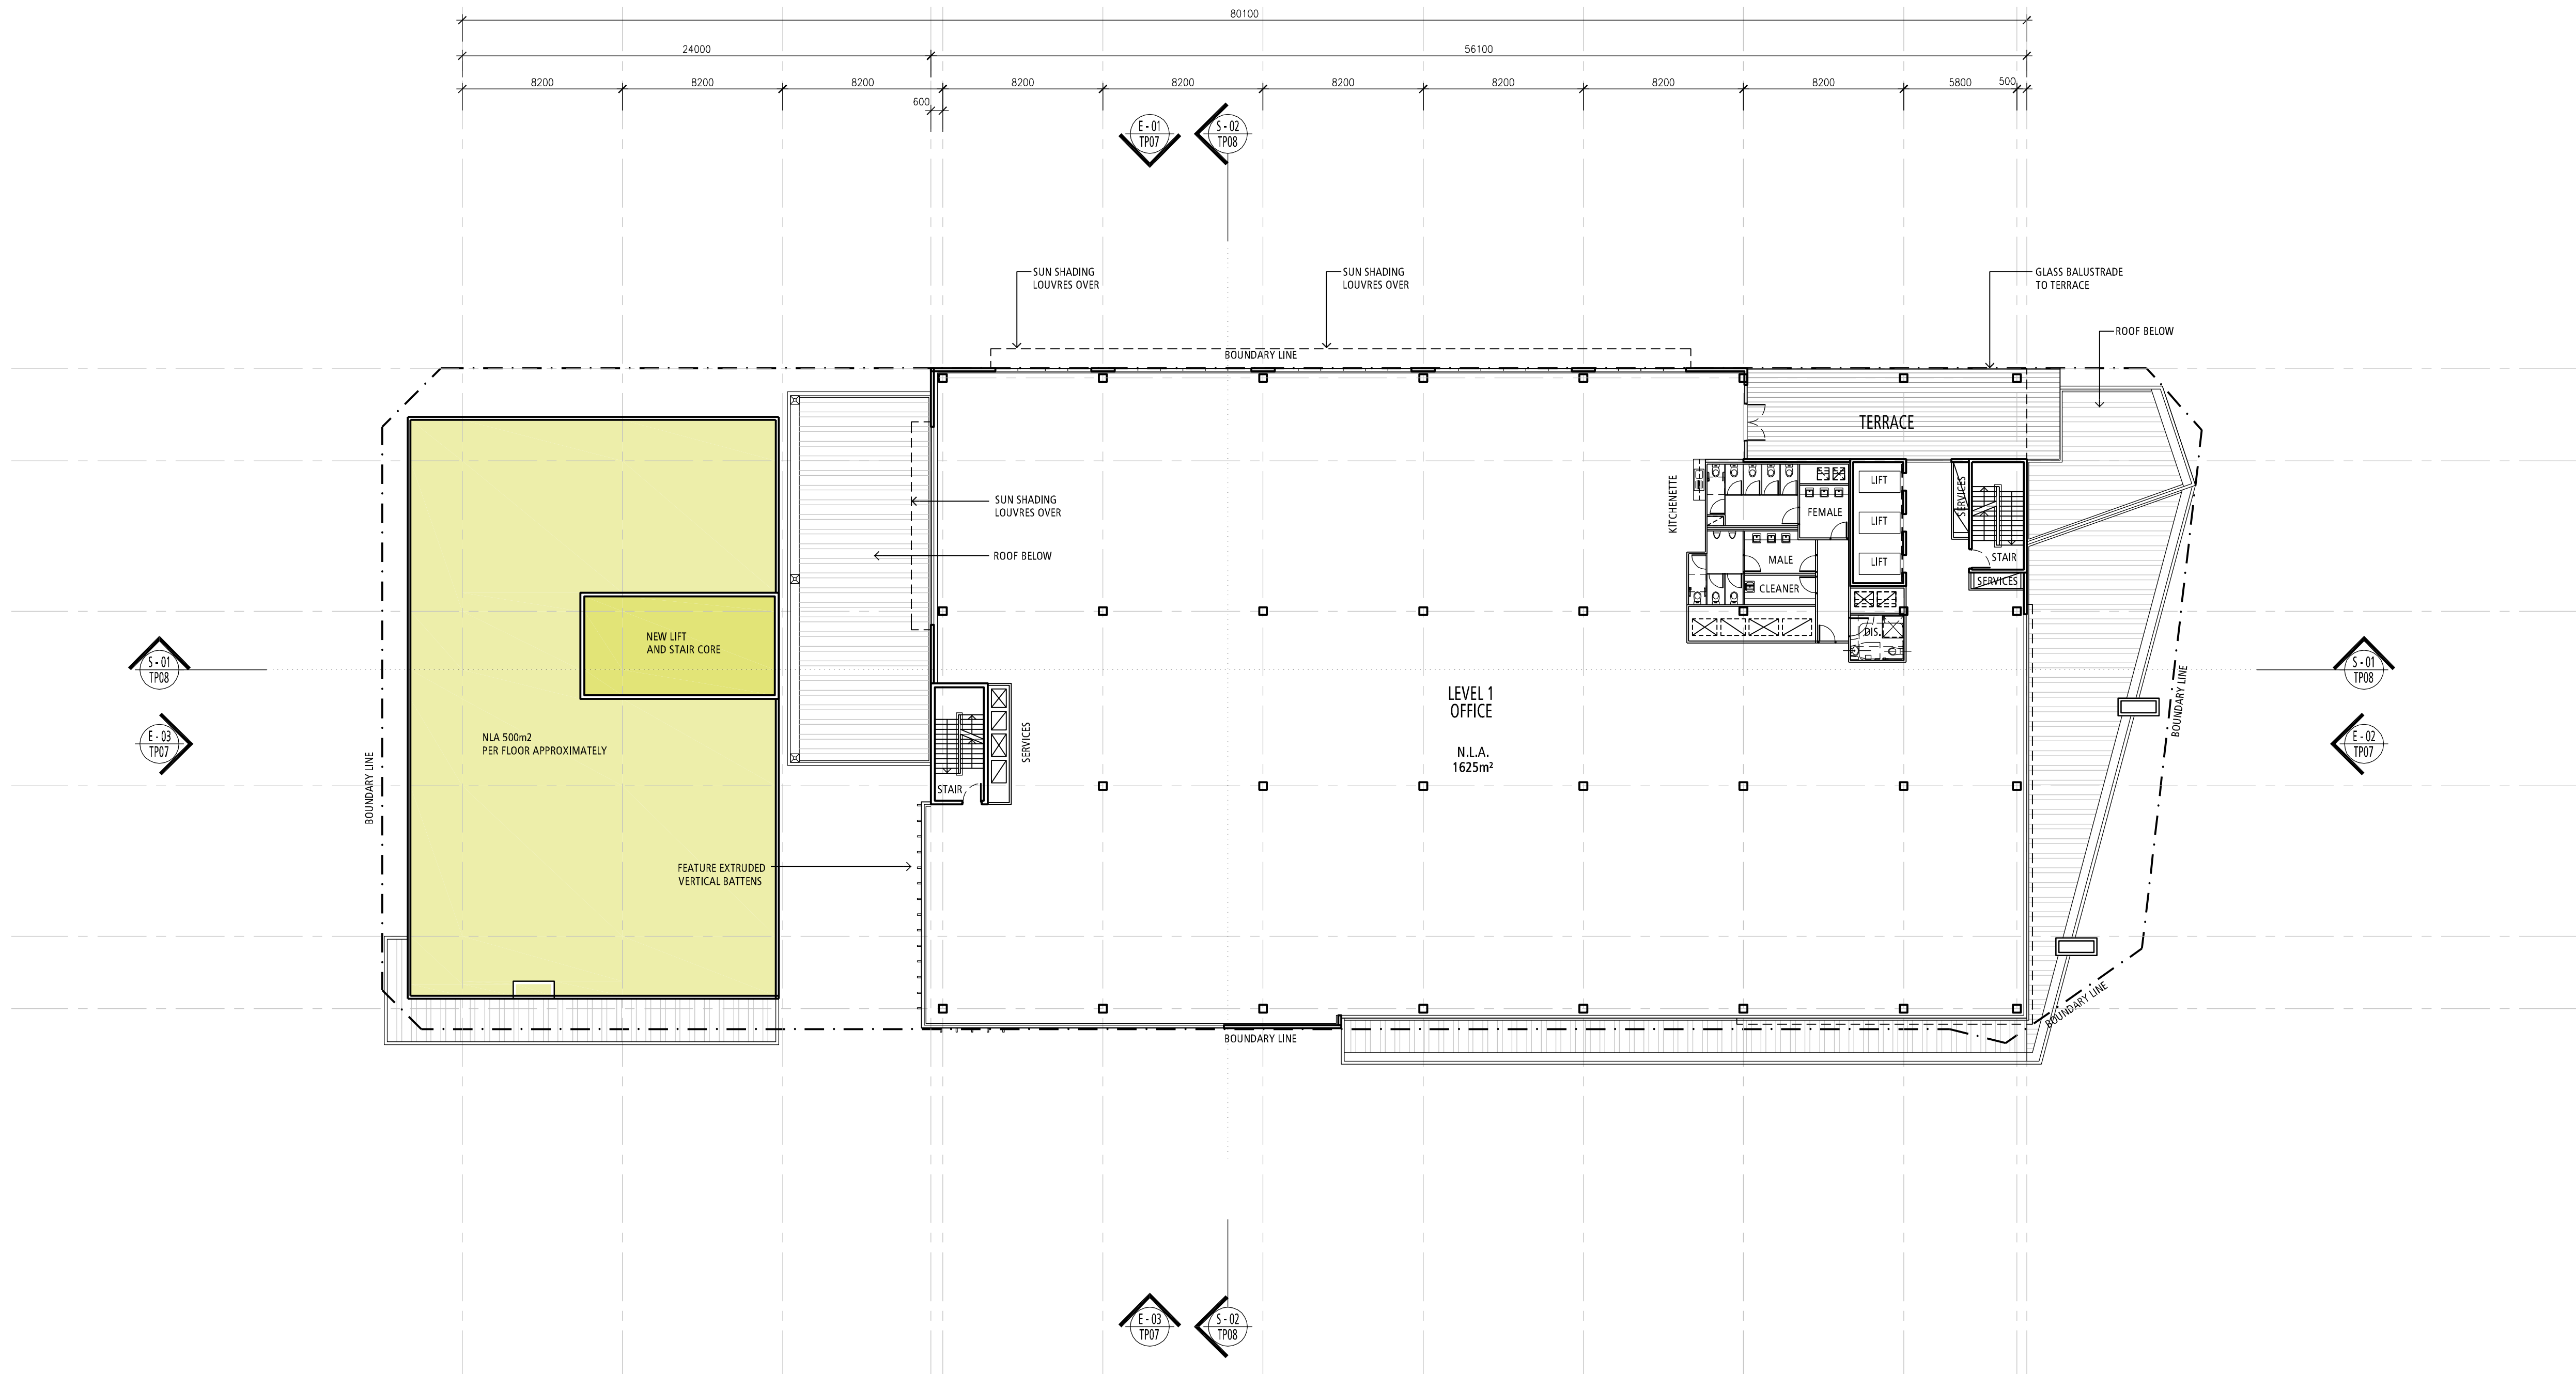 80100
24000
56100
8200
8200
8200
8200
8200
8200
8200
8200
8200
5800
500
600
E - 01
TP07
S - 02
TP08
SUN SHADING
LOUVRES OVER
SUN SHADING
LOUVRES OVER
GLASS BALUSTRADE
TO TERRACE
ROOF BELOW
BOUNDARY LINE
TERRACE
KITCHENETTE
LIFT
LIFT
LIFT
FEMALE
MALE
CLEANER
DIS.
SERVICES
STAIR
SERVICES
SUN SHADING
LOUVRES OVER
ROOF BELOW
NEW LIFT
AND STAIR CORE
S - 01
TP08
S - 01
TP08
LEVEL 1
OFFICE
N.L.A.
1625m²
E - 03
TP07
E - 02
TP07
NLA 500m2
PER FLOOR APPROXIMATELY
SERVICES
STAIR
BOUNDARY LINE
BOUNDARY LINE
FEATURE EXTRUDED
VERTICAL BATTENS
BOUNDARY LINE
BOUNDARY LINE
E - 03
TP07
S - 02
TP08